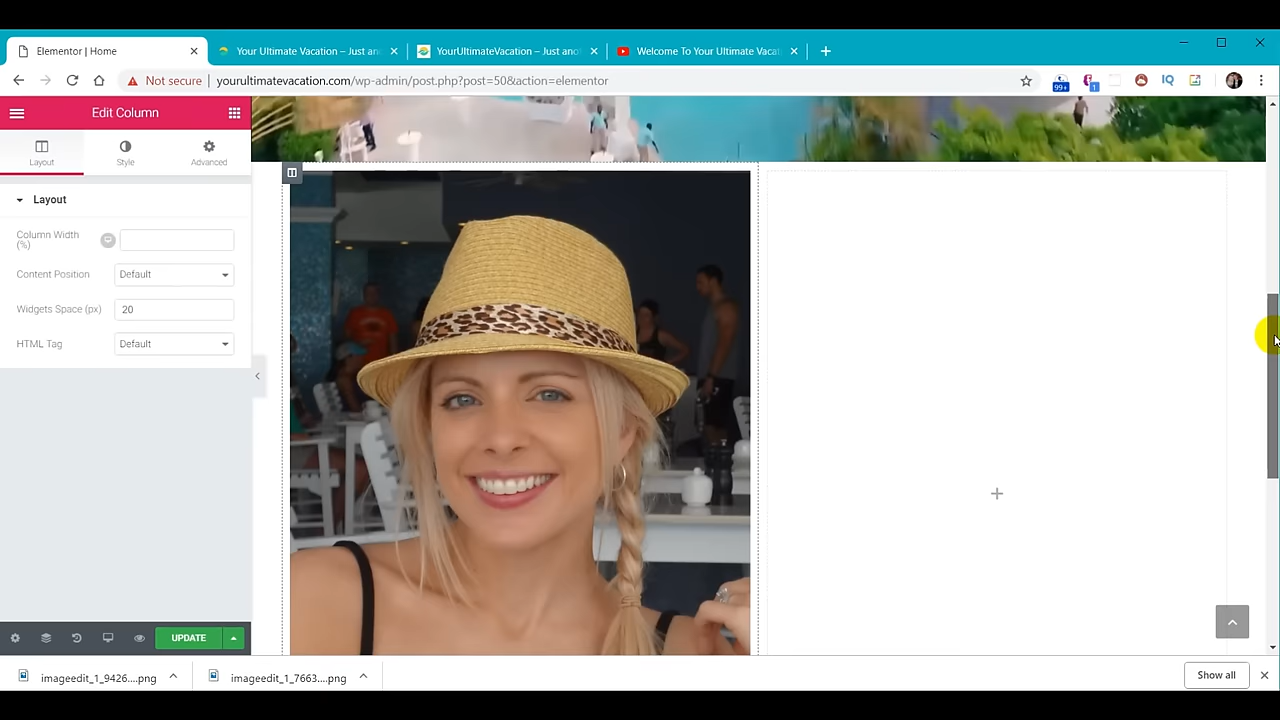 Elementor | Home
Your Ultimate Vacation – Just an
YourUltimateVacation – Just ano
Welcome To Your Ultimate Vacat
Not secure
yourultimatevacation.com/wp-admin/post.php?post=50&action=elementor
99+
1
IQ
Edit Column
Layout
Style
Advanced
Layout
Column Width
(%)
Content Position
Default
Widgets Space (px)
20
HTML Tag
Default
UPDATE
imageedit_1_9426....png
imageedit_1_7663....png
Show all